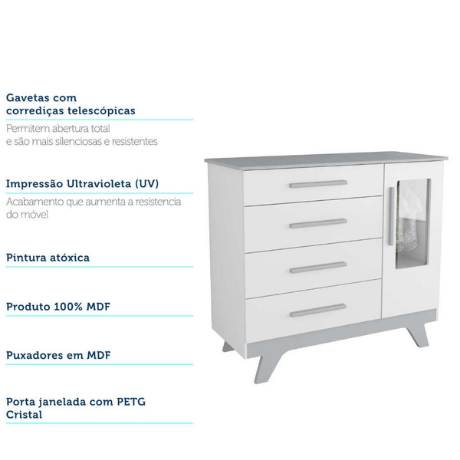 Gavetas com
corrediças telescópicas
Permitem abertura total
e são mais silenciosas e resistentes
Impressão Ultravioleta (UV)
Acabamento que aumenta a resistencia
do móvel
Pintura atóxica
Produto 100% MDF
Puxadores em MDF
Porta janelada com PETG
Cristal